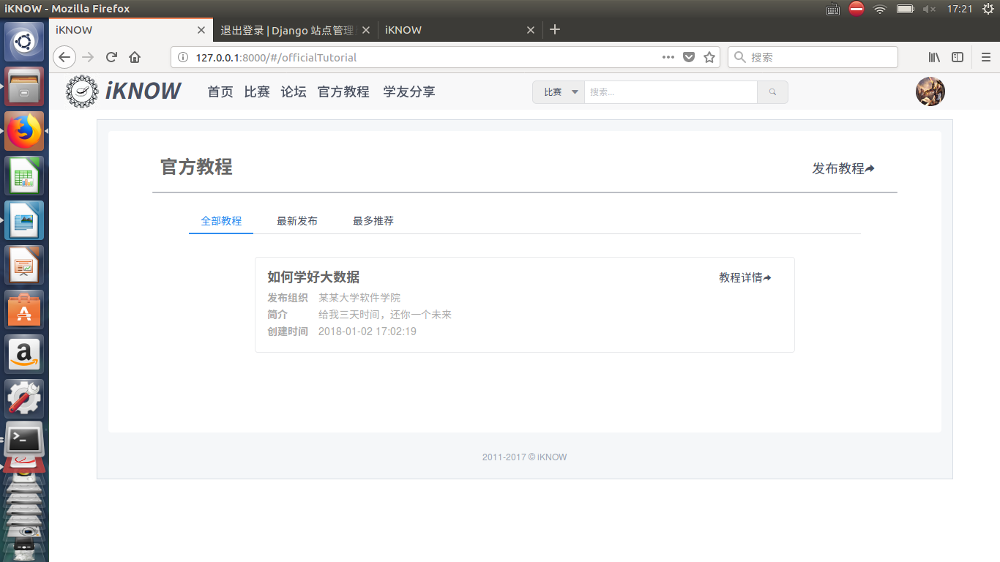 iKNOW - Mozilla Firefox
17:21
iKNOW
退出登录 | Django 站点管理
iKNOW
127.0.0.1:8000/#/officialTutorial
搜索
iKNOW
首页 比赛 论坛 官方教程 学友分享
比赛
搜索...
官方教程
发布教程
全部教程
最新发布
最多推荐
如何学好大数据
教程详情
发布组织 某某大学软件学院
简介 给我三天时间，还你一个未来
创建时间 2018-01-02 17:02:19
2011-2017 © iKNOW